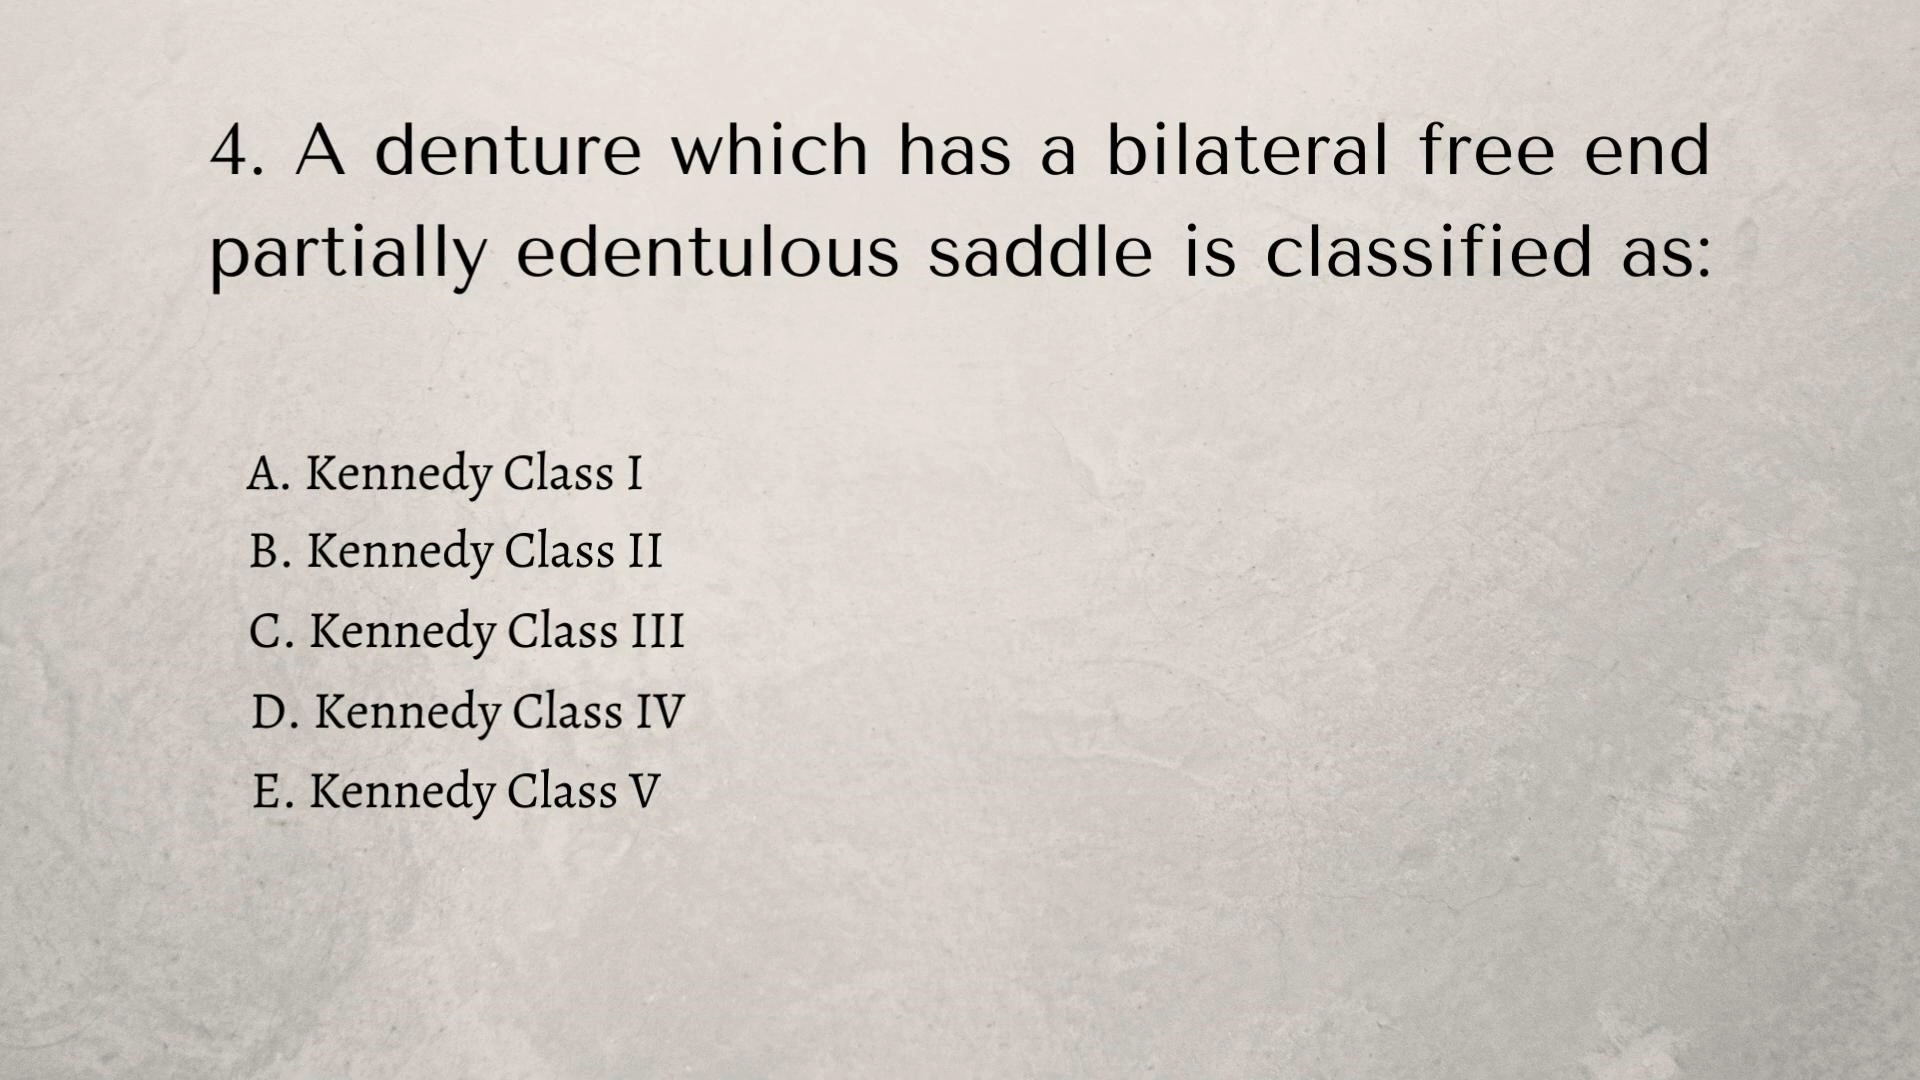 4. A denture which has a bilateral free end
partially edentulous saddle is classified as:
A. Kennedy Class I
B. Kennedy Class II
C. Kennedy Class III
D. Kennedy Class IV
E. Kennedy Class V